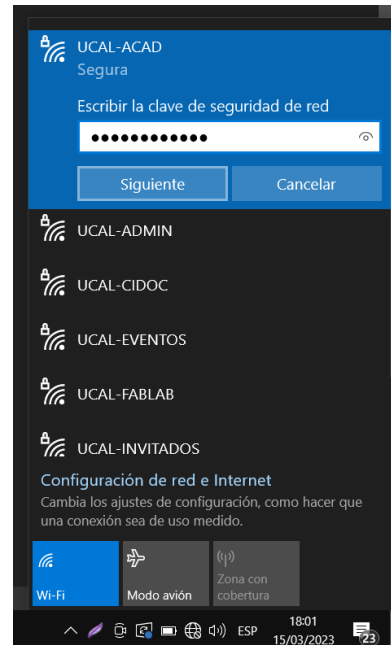 UCAL-ACAD
Segura
Escribir la clave de seguridad de red
●●●●●●●●●●●●
Siguiente
Cancelar
UCAL-ADMIN
UCAL-CIDOC
UCAL-EVENTOS
UCAL-FABLAB
UCAL-INVITADOS
Configuración de red e Internet
Cambia los ajustes de configuración, como hacer que
una conexión sea de uso medido.
Wi-Fi
Modo avión
Zona con
cobertura
ESP
18:01
15/03/2023
23